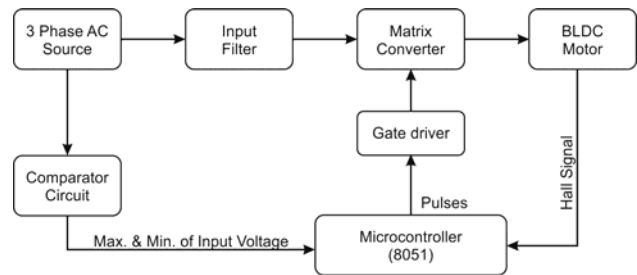 3 Phase AC
Source
Input
Filter
Matrix
Converter
BLDC
Motor
Gate driver
Comparator
Circuit
Pulses
Hall Signal
Max. & Min. of Input Voltage
Microcontroller
(8051)